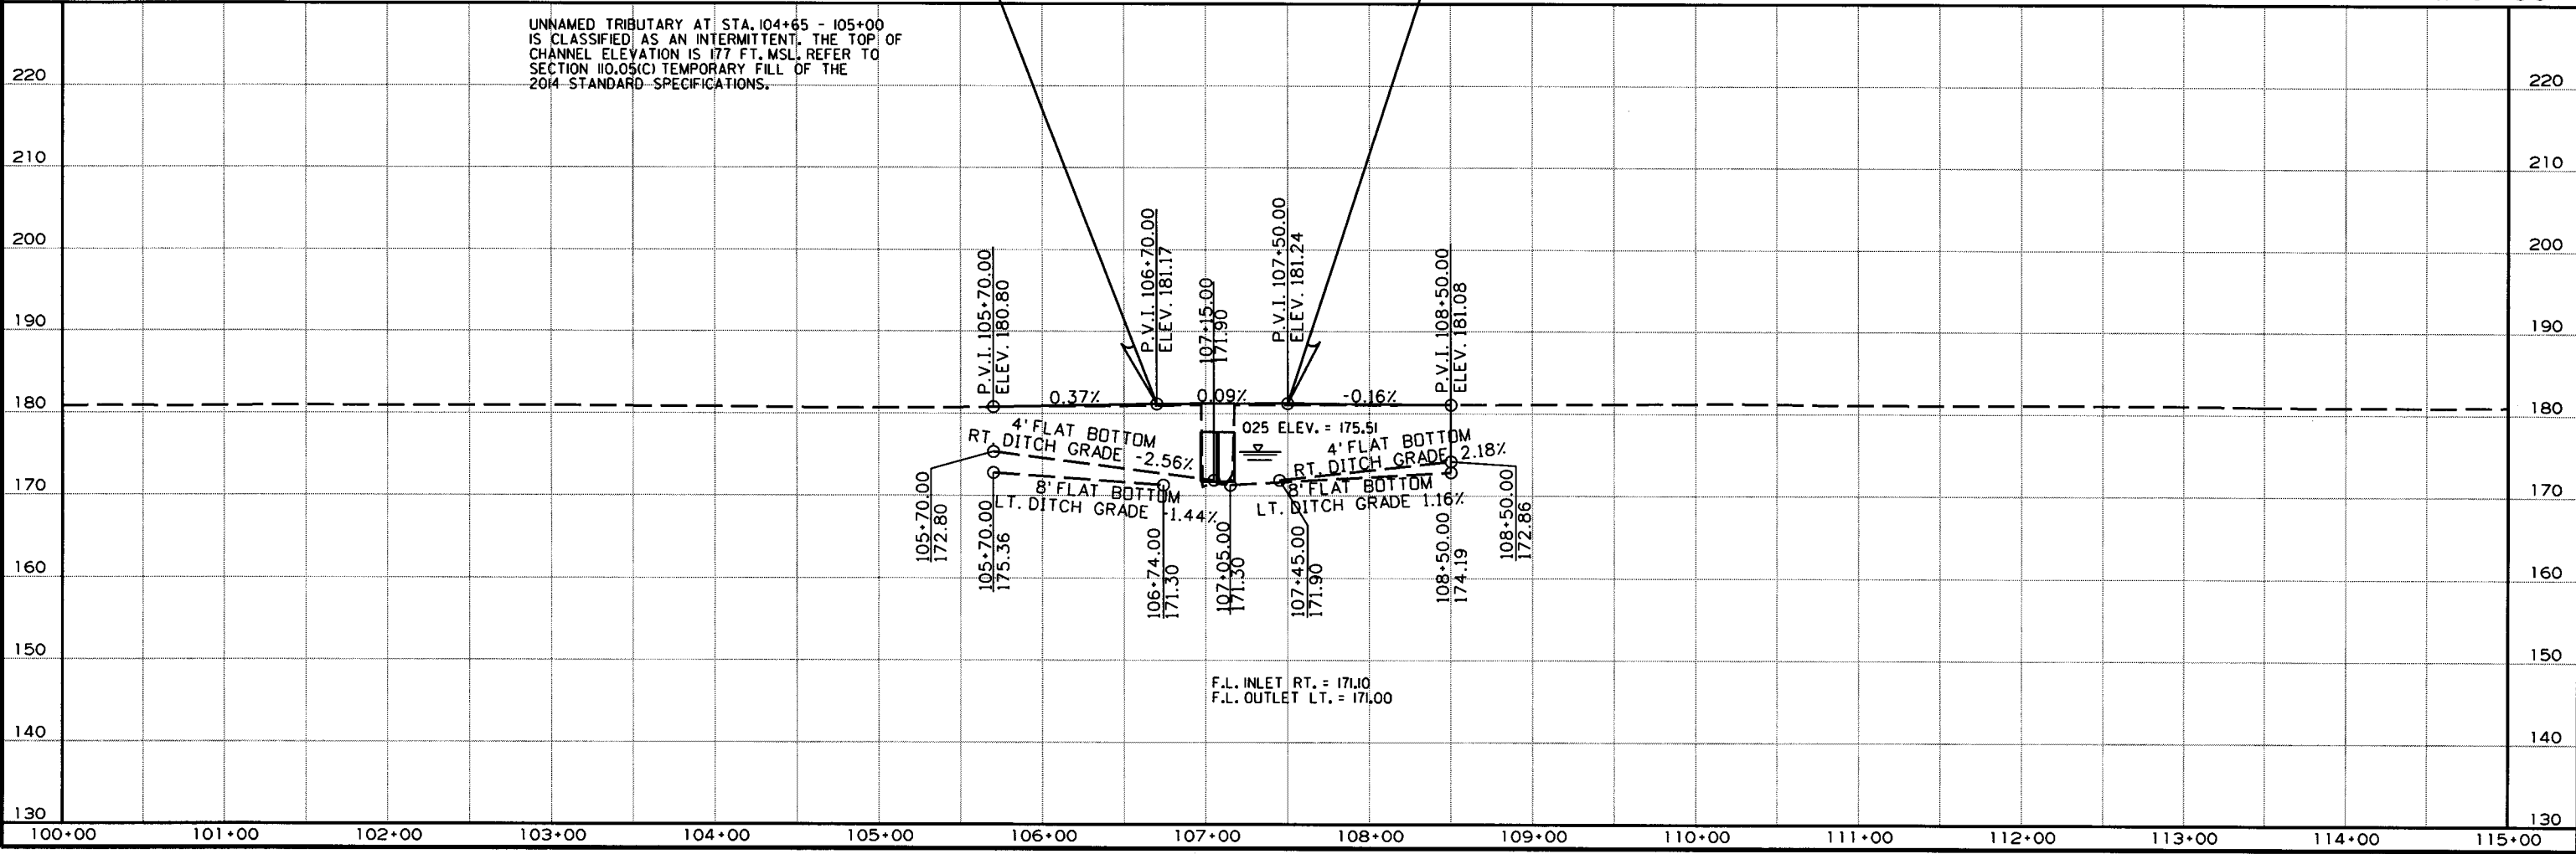 UNNAMED TRIBUTARY AT STA. 104+65 - 105+00
IS CLASSIFIED AS AN INTERMITTENT. THE TOP OF
CHANNEL ELEVATION IS 177 FT. MSL. REFER TO
SECTION 110.05(C) TEMPORARY FILL OF THE
2014 STANDARD SPECIFICATIONS.
220
220
210
210
200
200
190
190
180
180
170
170
160
160
150
150
140
140
130
130
P.V.I. 105+70.00
ELEV. 180.80
P.V.I. 106+70.00
ELEV. 181.17
107+15.00
171.90
P.V.I. 107+50.00
ELEV. 181.24
P.V.I. 108+50.00
ELEV. 181.08
0.37%
0.09%
-0.16%
Q25 ELEV. = 175.51
4' FLAT BOTTOM
RT. DITCH GRADE -2.56%
8' FLAT BOTTOM
LT. DITCH GRADE -1.44%
4' FLAT BOTTOM
RT. DITCH GRADE 2.18%
8' FLAT BOTTOM
LT. DITCH GRADE 1.16%
105+70.00
172.80
105+70.00
175.36
106+74.00
171.30
107+05.00
171.30
107+45.00
171.90
108+50.00
174.19
108+50.00
172.86
F.L. INLET RT. = 171.10
F.L. OUTLET LT. = 171.00
100+00
101+00
102+00
103+00
104+00
105+00
106+00
107+00
108+00
109+00
110+00
111+00
112+00
113+00
114+00
115+00